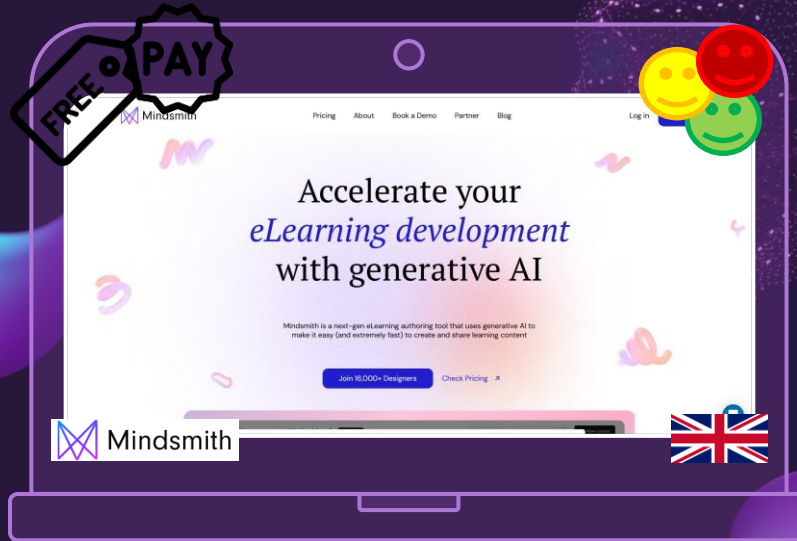 FREE
PAY
Mindsmith
Pricing About Book a Demo Partner Blog
Log in
Accelerate your
eLearning development
with generative AI
Mindsmith is a next-gen eLearning authoring tool that uses generative AI to
make it easy (and extremely fast) to create and share learning content
Join 16,000+ Designers Check Pricing
Mindsmith